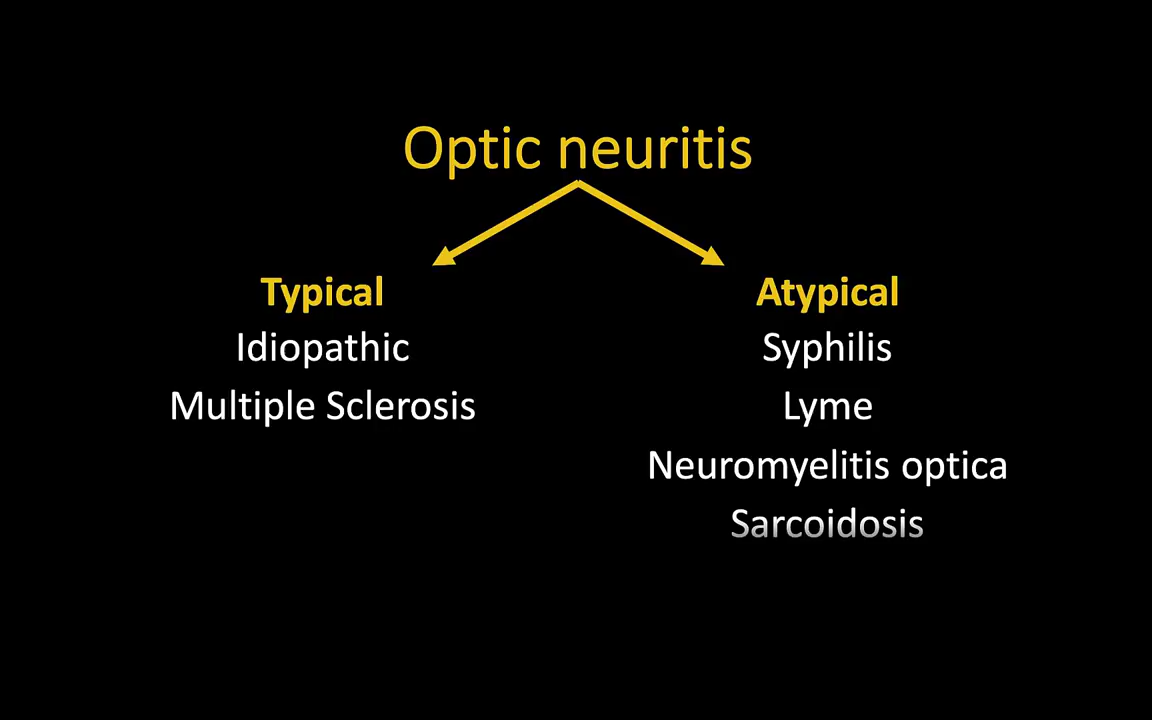 Optic neuritis
Typical
Idiopathic
Multiple Sclerosis
Atypical
Syphilis
Lyme
Neuromyelitis optica
Sarcoidosis